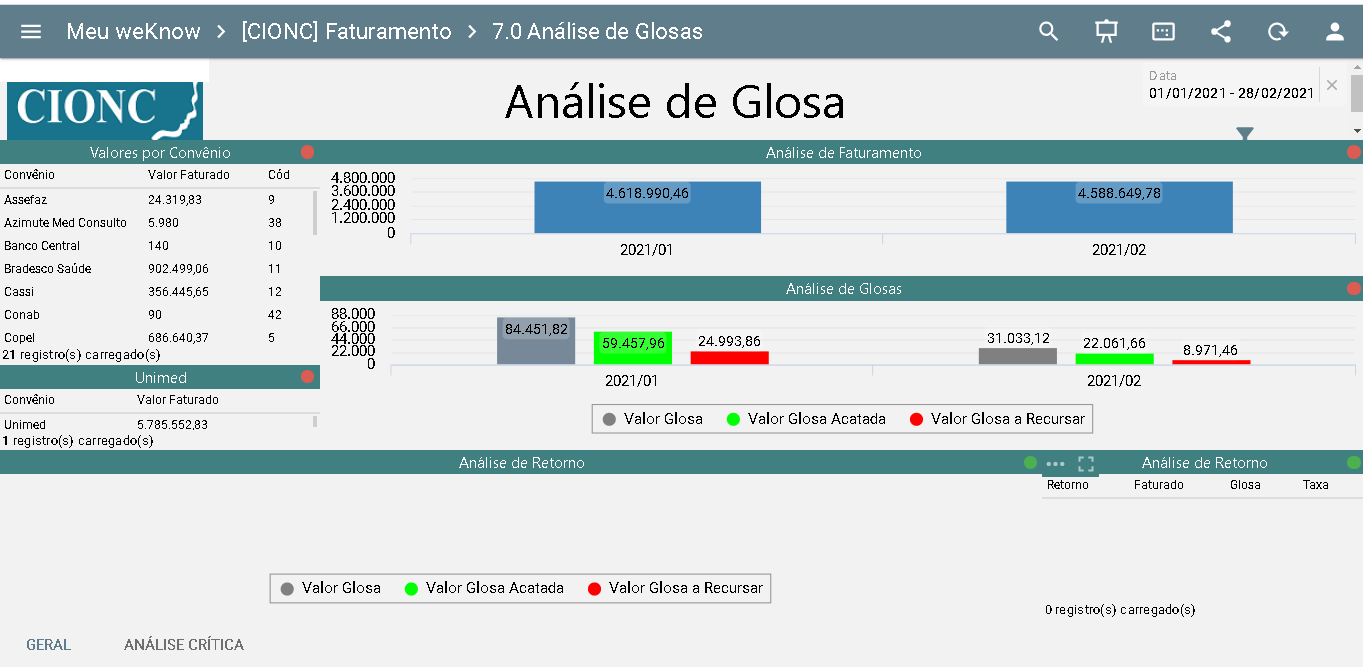 Meu weKnow > [CIONC] Faturamento > 7.0 Análise de Glosas
CIONC
Análise de Glosa
Data
01/01/2021 - 28/02/2021
Valores por Convênio
Convênio Valor Faturado Cód
Assefaz 24.319,83 9
Azimute Med Consulto 5.980 38
Banco Central 140 10
Bradesco Saúde 902.499,06 11
Cassi 356.445,65 12
Conab 90 42
Copel 686.640,37 5
21 registro(s) carregado(s)
Unimed
Convênio Valor Faturado
Unimed 5.785.552,83
1 registro(s) carregado(s)
Análise de Faturamento
4.800.000
3.600.000
2.400.000
1.200.000
0
4.618.990,46 4.588.649,78
2021/01 2021/02
Análise de Glosas
88.000
66.000
44.000
22.000
0
84.451,82 59.457,96 24.993,86 31.033,12 22.061,66 8.971,46
2021/01 2021/02
Valor Glosa Valor Glosa Acatada Valor Glosa a Recursar
Análise de Retorno
Valor Glosa Valor Glosa Acatada Valor Glosa a Recursar
Análise de Retorno
Retorno Faturado Glosa Taxa
0 registro(s) carregado(s)
GERAL ANÁLISE CRÍTICA